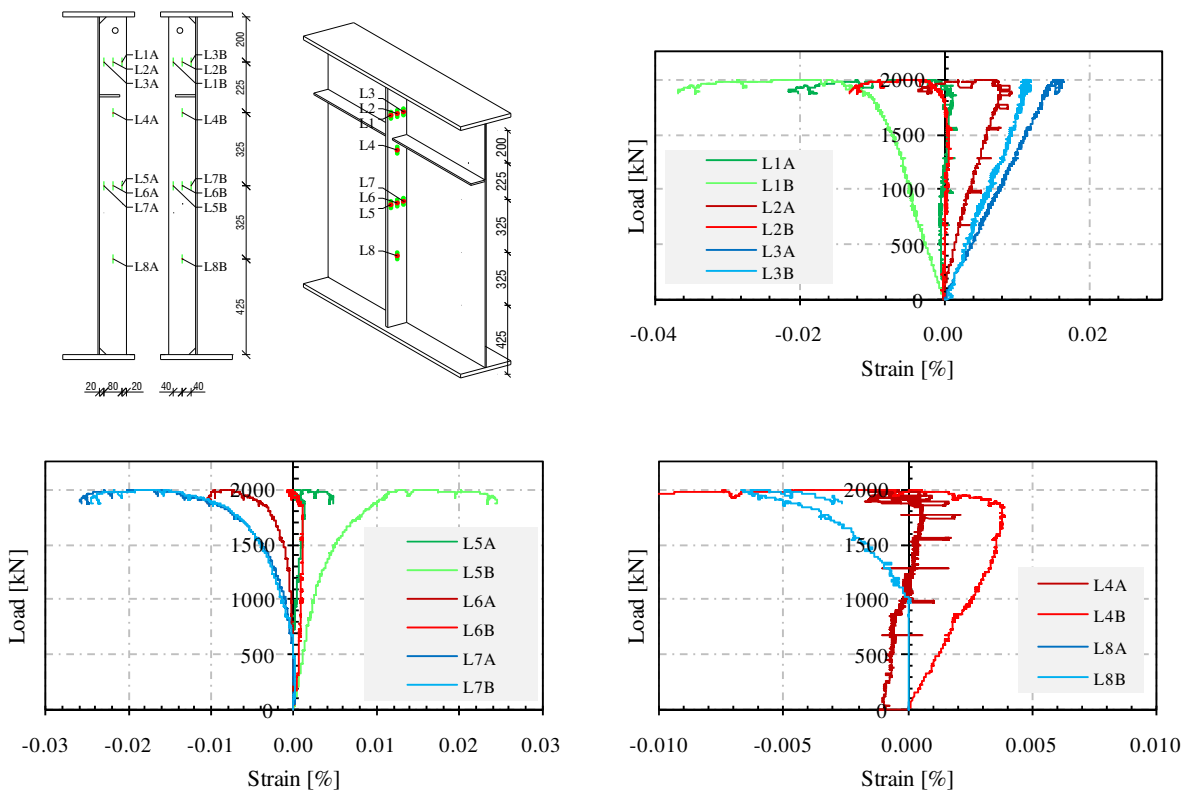 L1A
L2A
L3A
L4A
L5A
L6A
L7A
L8A
20 80 20
L3B
L2B
L1B
L4B
L7B
L6B
L5B
L8B
40 40
200
225
325
325
425
L3
L2
L1
L4
L7
L6
L5
L8
200
225
325
325
425
Load [kN]
2000
1500
1000
500
0
L1A
L1B
L2A
L2B
L3A
L3B
-0.04 -0.02 0.00 0.02
Strain [%]
Load [kN]
2000
1500
1000
500
0
L5A
L5B
L6A
L6B
L7A
L7B
-0.03 -0.02 -0.01 0.00 0.01 0.02 0.03
Strain [%]
Load [kN]
2000
1500
1000
500
0
L4A
L4B
L8A
L8B
-0.010 -0.005 0.000 0.005 0.010
Strain [%]